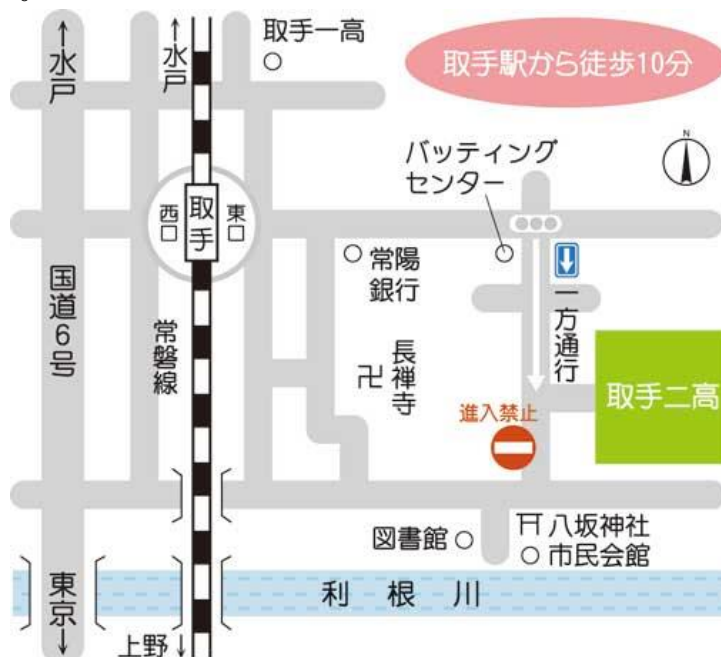 ←水戸
←水戸
取手一高
取手駅から徒歩10分
N
バッティング
センター
西口
取手
東口
常陽
銀行
一方通行
国道6号
常磐線
長禅寺
卍
取手二高
進入禁止
図書館
八坂神社
市民会館
東京→
利根川
上野↓